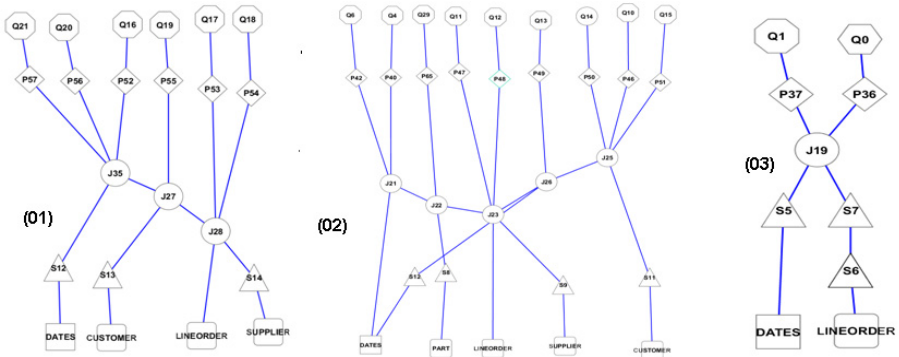 Q21 Q20 Q16 Q19 Q17 Q18
P57 P56 P52 P55 P53 P54
J35
J27
J28
(01)
S12 S13 S14
DATES CUSTOMER LINEORDER SUPPLIER
Q6 Q4 Q29 Q11 Q12 Q13 Q14 Q10 Q15
P42 P40 P65 P47 P48 P49 P50 P46 P51
J25
J21 J26
J22
J23
(02)
S12 S8 S9 S11
DATES PART LINEORDER SUPPLIER CUSTOMER
Q1 Q0
P37 P36
J19
(03)
S5 S7
S6
DATES LINEORDER